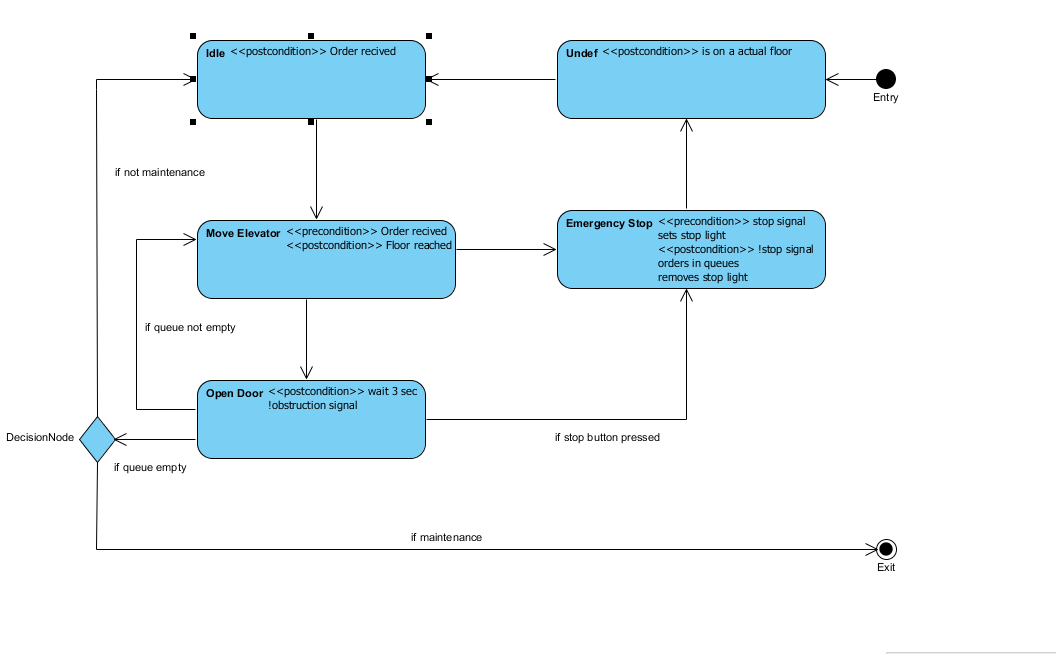 Idle <<postcondition>> Order recived
Undef <<postcondition>> is on a actual floor
Entry
if not maintenance
Move Elevator <<precondition>> Order recived
<<postcondition>> Floor reached
Emergency Stop <<precondition>> stop signal
sets stop light
<<postcondition>> !stop signal
orders in queues
removes stop light
if queue not empty
Open Door <<postcondition>> wait 3 sec
!obstruction signal
DecisionNode
if stop button pressed
if queue empty
if maintenance
Exit